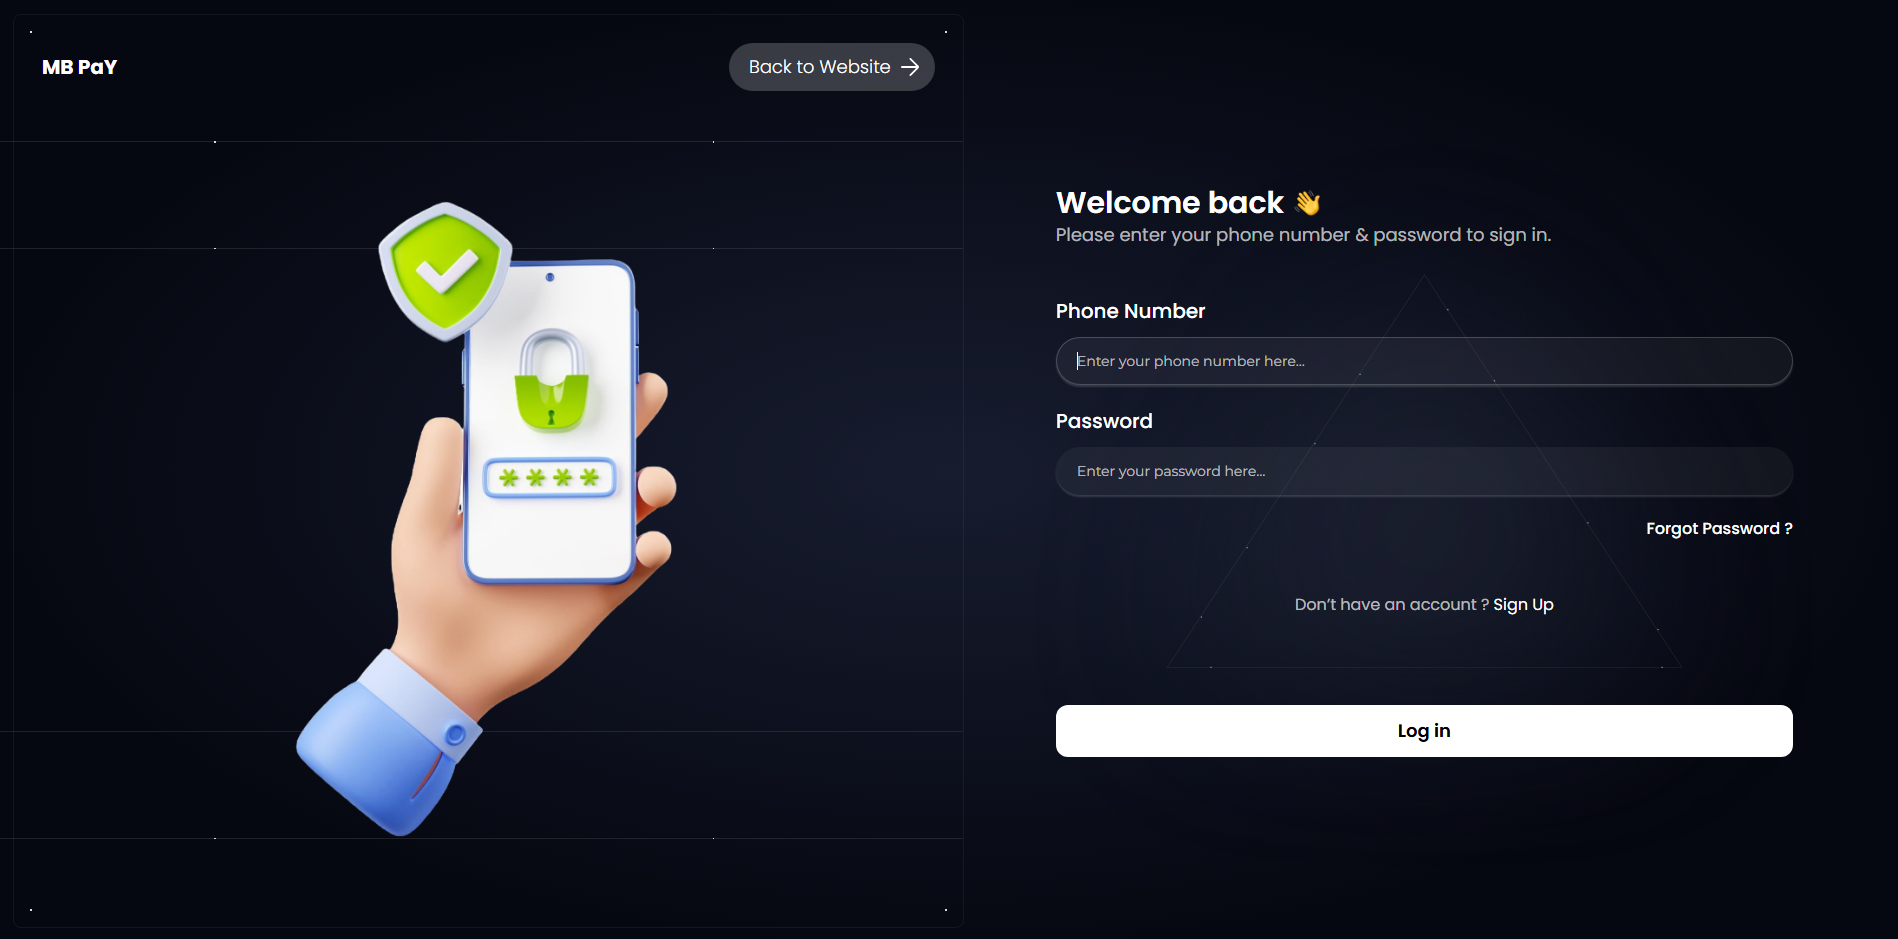 MB PaY
Back to Website
Welcome back 👋
Please enter your phone number & password to sign in.
Phone Number
Enter your phone number here...
Password
Enter your password here...
Forgot Password ?
Don’t have an account ? Sign Up
Log in